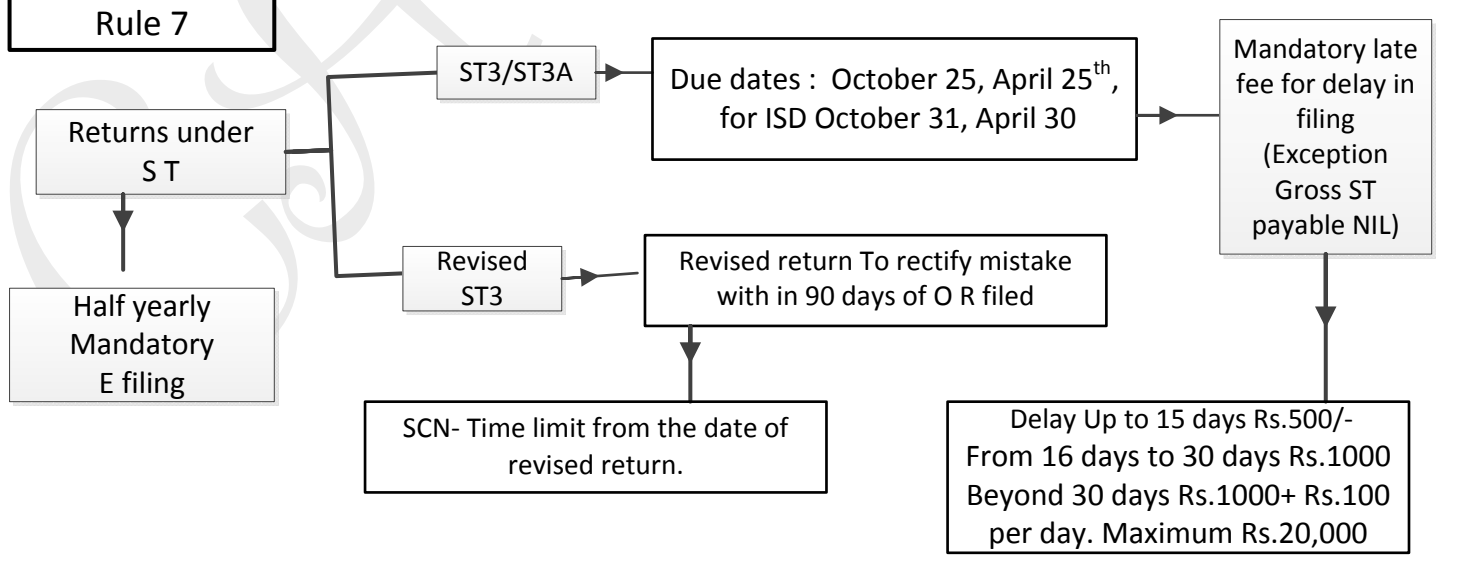 Rule 7
Returns under
S T
Half yearly
Mandatory
E filing
ST3/ST3A
Due dates :  October 25, April 25th,
for ISD October 31, April 30
Mandatory late
fee for delay in
filing
(Exception
Gross ST
payable NIL)
Revised
ST3
Revised return To rectify mistake
with in 90 days of O R filed
SCN- Time limit from the date of
revised return.
Delay Up to 15 days Rs.500/-
From 16 days to 30 days Rs.1000
Beyond 30 days Rs.1000+ Rs.100
per day. Maximum Rs.20,000